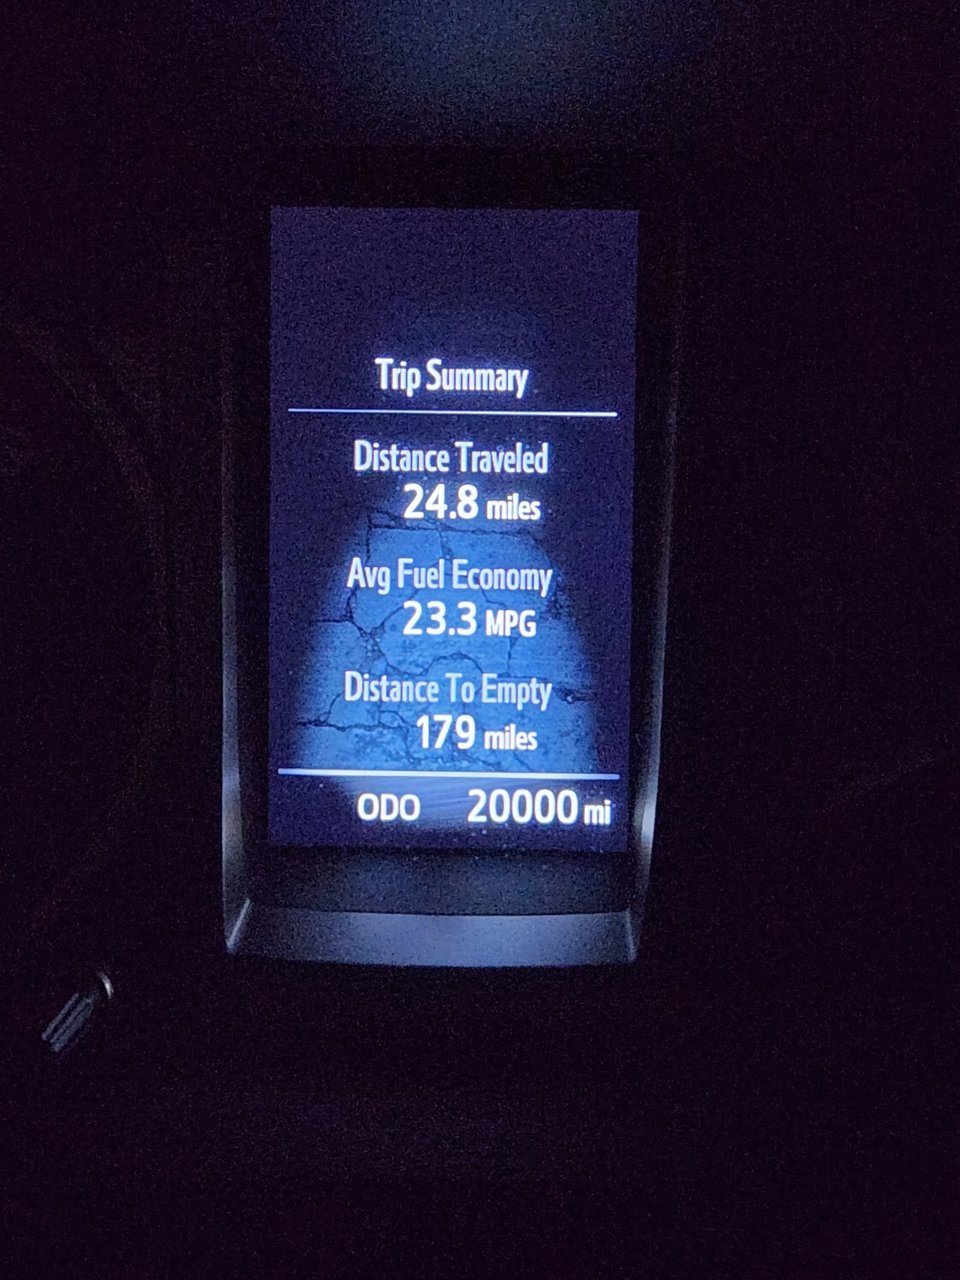 Trip Summary
Distance Traveled
24.8 miles
Avg Fuel Economy
23.3 MPG
Distance To Empty
179 miles
ODO 20000 mi